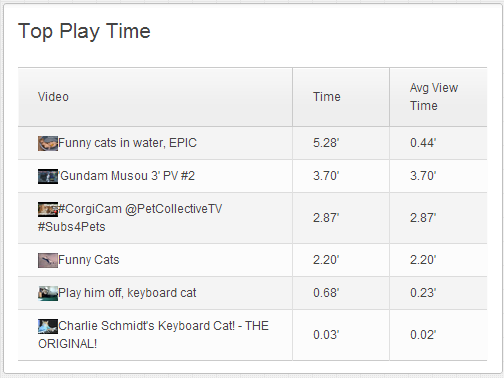 Top Play Time
Video Time Avg View
Time
Funny cats in water, EPIC 5.28' 0.44'
'Gundam Musou 3' PV #2 3.70' 3.70'
#CorgiCam @PetCollectiveTV
#Subs4Pets 2.87' 2.87'
Funny Cats 2.20' 2.20'
Play him off, keyboard cat 0.68' 0.23'
Charlie Schmidt's Keyboard Cat! - THE
ORIGINAL! 0.03' 0.02'